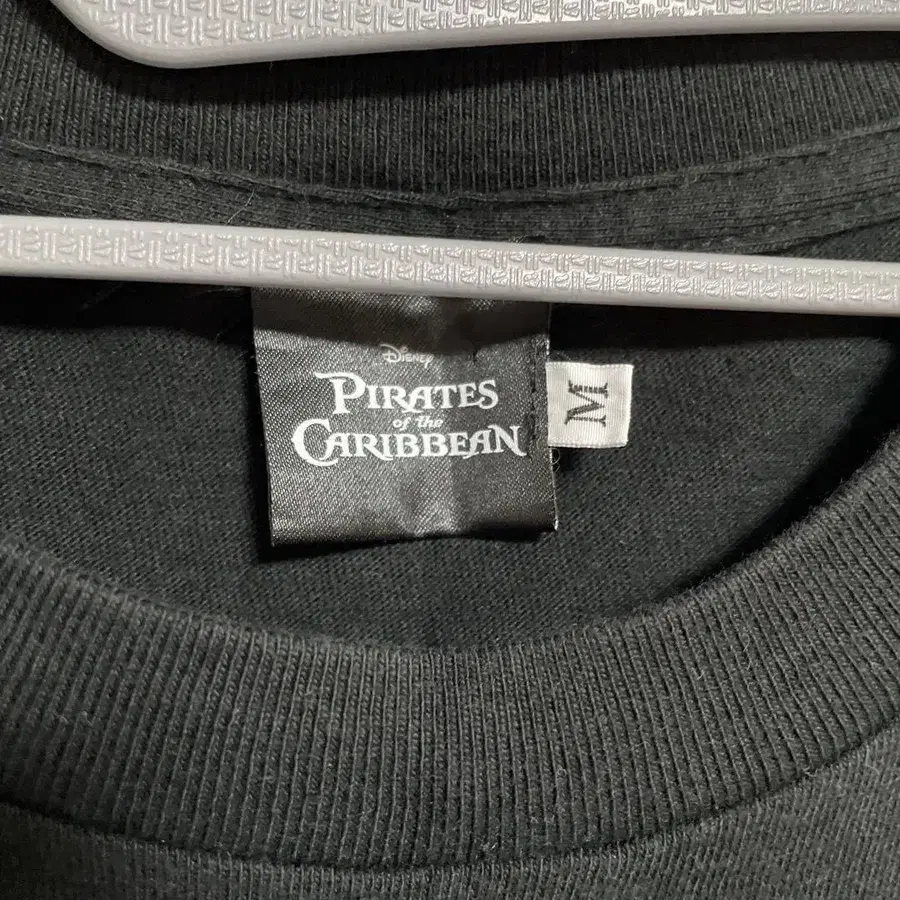 Disney
PIRATES
of the
CARIBBEAN
M